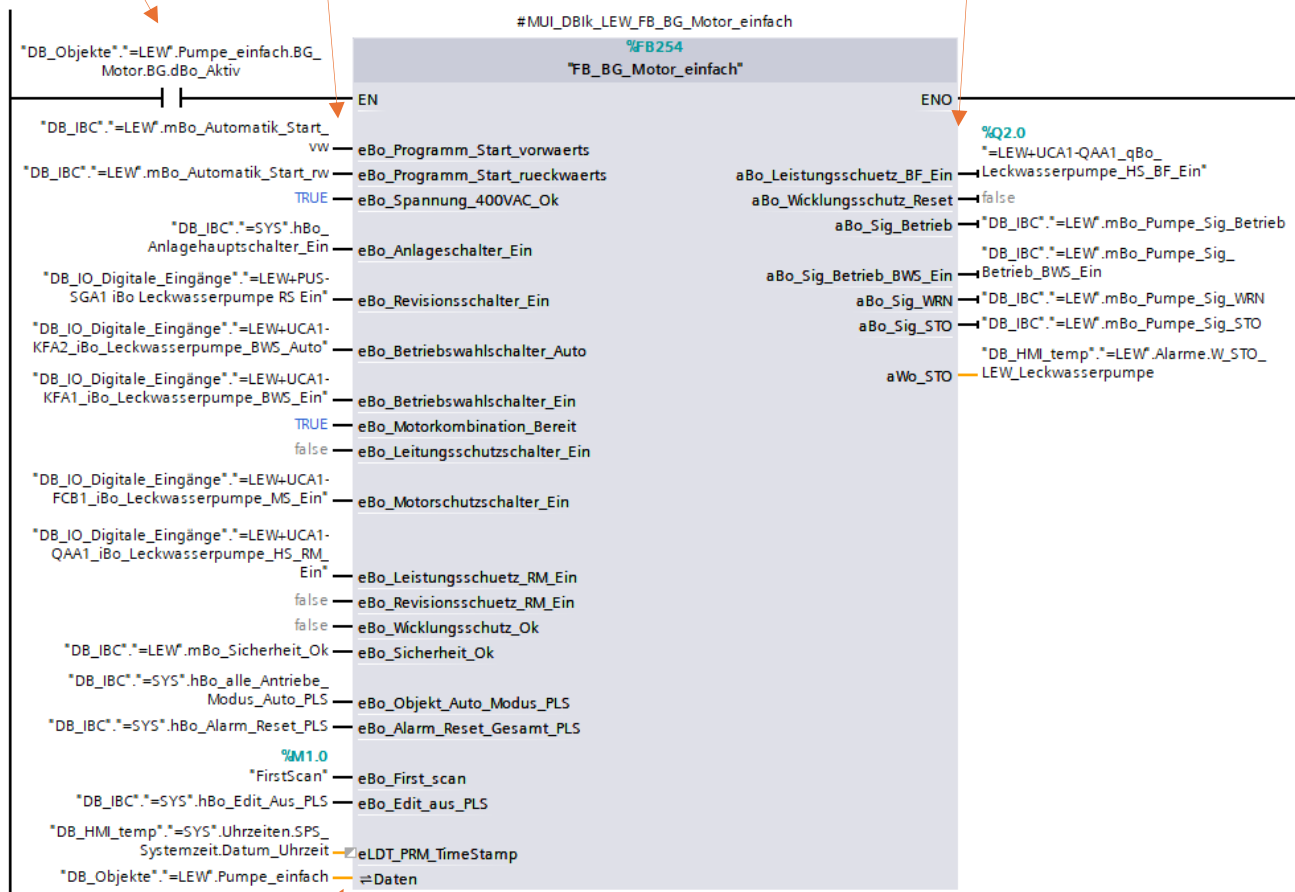 #MUI_DBlk_LEW_FB_BG_Motor_einfach
"DB_Objekte"."=LEW".Pumpe_einfach.BG_
Motor.BG.dBo_Aktiv
%FB254
"FB_BG_Motor_einfach"
EN
ENO
"DB_IBC"."=LEW".mBo_Automatik_Start_
vw
eBo_Programm_Start_vorwaerts
"DB_IBC"."=LEW".mBo_Automatik_Start_rw
eBo_Programm_Start_rueckwaerts
TRUE
eBo_Spannung_400VAC_Ok
"DB_IBC"."=SYS".hBo_
Anlagehauptschalter_Ein
eBo_Anlageschalter_Ein
"DB_IO_Digitale_Eingänge"."=LEW+PUS-
SGA1 iBo Leckwasserpumpe RS Ein"
eBo_Revisionsschalter_Ein
"DB_IO_Digitale_Eingänge"."=LEW+UCA1-
KFA2_iBo_Leckwasserpumpe_BWS_Auto"
eBo_Betriebswahlschalter_Auto
"DB_IO_Digitale_Eingänge"."=LEW+UCA1-
KFA1_iBo_Leckwasserpumpe_BWS_Ein"
eBo_Betriebswahlschalter_Ein
TRUE
eBo_Motorkombination_Bereit
false
eBo_Leitungsschutzschalter_Ein
"DB_IO_Digitale_Eingänge"."=LEW+UCA1-
FCB1_iBo_Leckwasserpumpe_MS_Ein"
eBo_Motorschutzschalter_Ein
"DB_IO_Digitale_Eingänge"."=LEW+UCA1-
QAA1_iBo_Leckwasserpumpe_HS_RM_
Ein"
eBo_Leistungsschuetz_RM_Ein
false
eBo_Revisionsschuetz_RM_Ein
false
eBo_Wicklungsschutz_Ok
"DB_IBC"."=LEW".mBo_Sicherheit_Ok
eBo_Sicherheit_Ok
"DB_IBC"."=SYS".hBo_alle_Antriebe_
Modus_Auto_PLS
eBo_Objekt_Auto_Modus_PLS
"DB_IBC"."=SYS".hBo_Alarm_Reset_PLS
eBo_Alarm_Reset_Gesamt_PLS
%M1.0
"FirstScan"
eBo_First_scan
"DB_IBC"."=SYS".hBo_Edit_Aus_PLS
eBo_Edit_aus_PLS
"DB_HMI_temp"."=SYS".Uhrzeiten.SPS_
Systemzeit.Datum_Uhrzeit
eLDT_PRM_TimeStamp
"DB_Objekte"."=LEW".Pumpe_einfach
⇌Daten
%Q2.0
"=LEW+UCA1-QAA1_qBo_
Leckwasserpumpe_HS_BF_Ein"
aBo_Leistungsschuetz_BF_Ein
aBo_Wicklungsschutz_Reset
false
aBo_Sig_Betrieb
"DB_IBC"."=LEW".mBo_Pumpe_Sig_Betrieb
"DB_IBC"."=LEW".mBo_Pumpe_Sig_
Betrieb_BWS_Ein
aBo_Sig_Betrieb_BWS_Ein
aBo_Sig_WRN
"DB_IBC"."=LEW".mBo_Pumpe_Sig_WRN
aBo_Sig_STO
"DB_IBC"."=LEW".mBo_Pumpe_Sig_STO
"DB_HMI_temp"."=LEW".Alarme.W_STO_
LEW_Leckwasserpumpe
aWo_STO